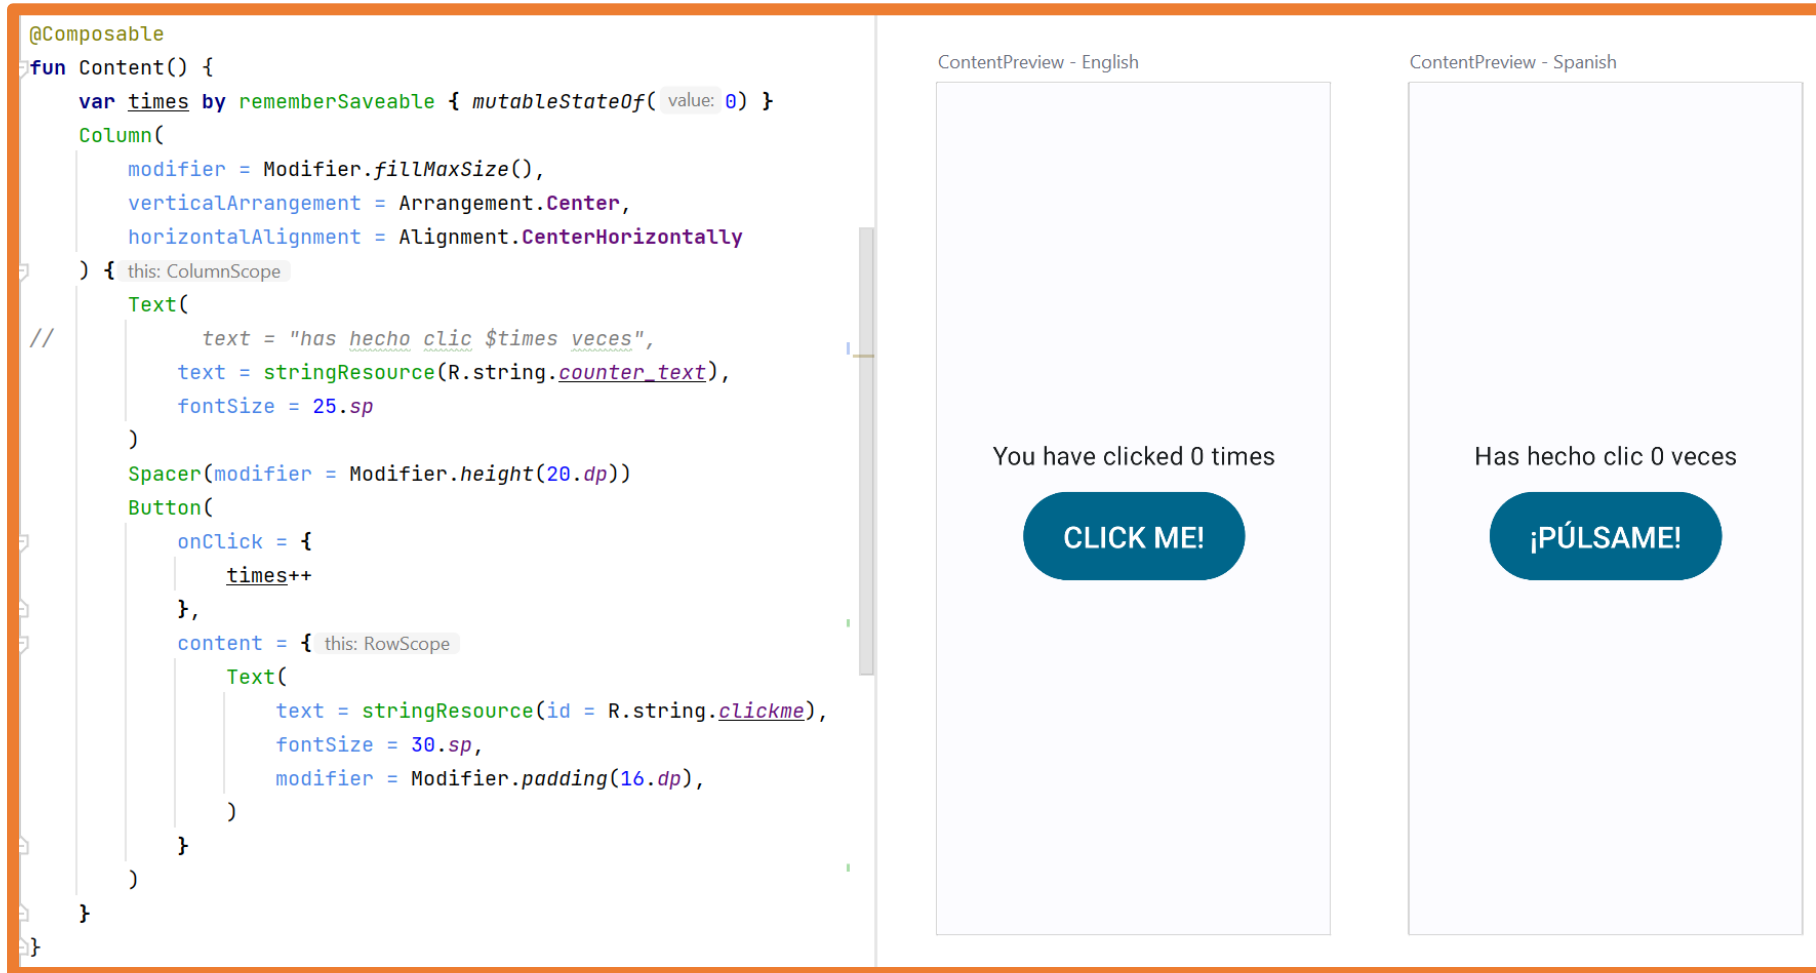 @Composable
fun Content() {
    var times by rememberSaveable { mutableStateOf( value: 0) }
    Column(
        modifier = Modifier.fillMaxSize(),
        verticalArrangement = Arrangement.Center,
        horizontalAlignment = Alignment.CenterHorizontally
    ) { this: ColumnScope
        Text(
//            text = "has hecho clic $times veces",
            text = stringResource(R.string.counter_text),
            fontSize = 25.sp
        )
        Spacer(modifier = Modifier.height(20.dp))
        Button(
            onClick = {
                times++
            },
            content = { this: RowScope
                Text(
                    text = stringResource(id = R.string.clickme),
                    fontSize = 30.sp,
                    modifier = Modifier.padding(16.dp),
                )
            }
        )
    }
}
ContentPreview - English
You have clicked 0 times
CLICK ME!
ContentPreview - Spanish
Has hecho clic 0 veces
¡PÚLSAME!